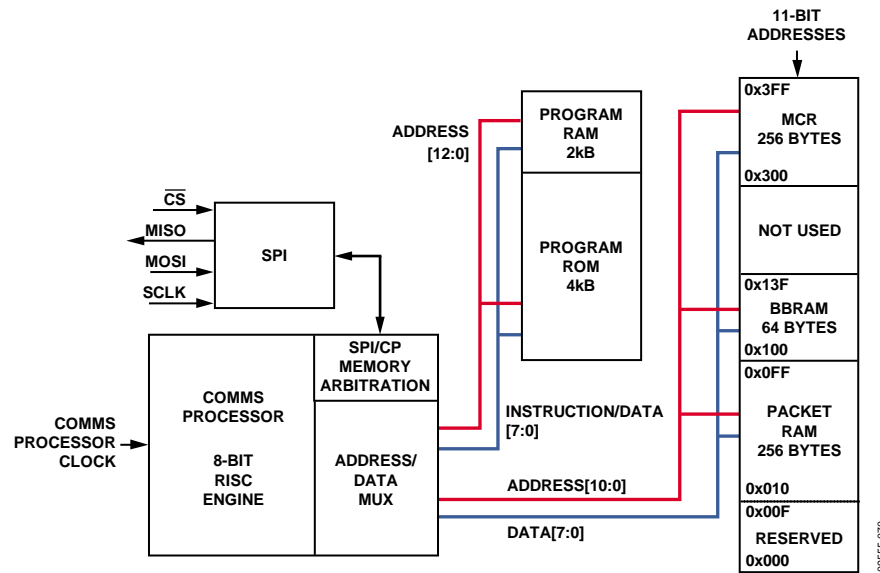 11-BIT
ADDRESSES
0x3FF
MCR
256 BYTES
0x300
NOT USED
0x13F
BBRAM
64 BYTES
0x100
0x0FF
PACKET
RAM
256 BYTES
0x010
0x00F
RESERVED
0x000
ADDRESS
[12:0]
PROGRAM
RAM
2kB
PROGRAM
ROM
4kB
CS
MISO
MOSI
SCLK
SPI
SPI/CP
MEMORY
ARBITRATION
COMMS
PROCESSOR
8-BIT
RISC
ENGINE
ADDRESS/
DATA
MUX
COMMS
PROCESSOR
CLOCK
INSTRUCTION/DATA
[7:0]
ADDRESS[10:0]
DATA[7:0]